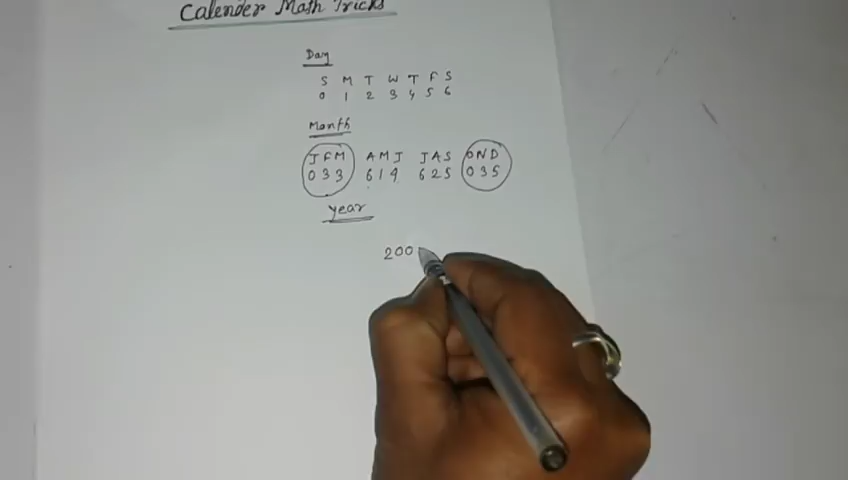 Calender Math Tricks
Day
S M T W T F S
0 1 2 3 4 5 6
Month
J F M A M J J A S O N D
0 3 3 6 1 4 6 2 5 0 3 5
year
200